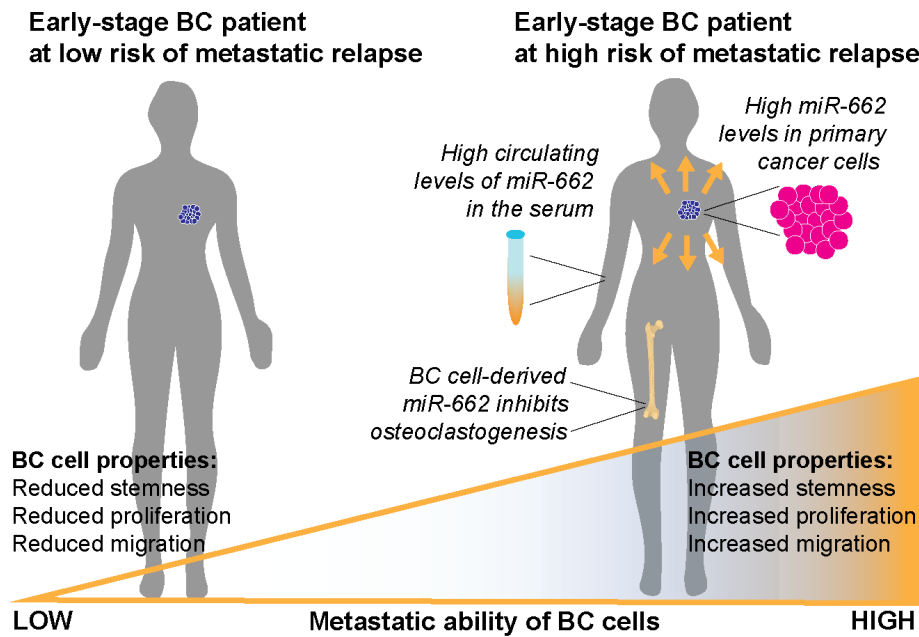 Early-stage BC patient
at low risk of metastatic relapse
Early-stage BC patient
at high risk of metastatic relapse
High circulating
levels of miR-662
in the serum
High miR-662
levels in primary
cancer cells
BC cell-derived
miR-662 inhibits
osteoclastogenesis
BC cell properties:
Reduced stemness
Reduced proliferation
Reduced migration
BC cell properties:
Increased stemness
Increased proliferation
Increased migration
LOW
Metastatic ability of BC cells
HIGH